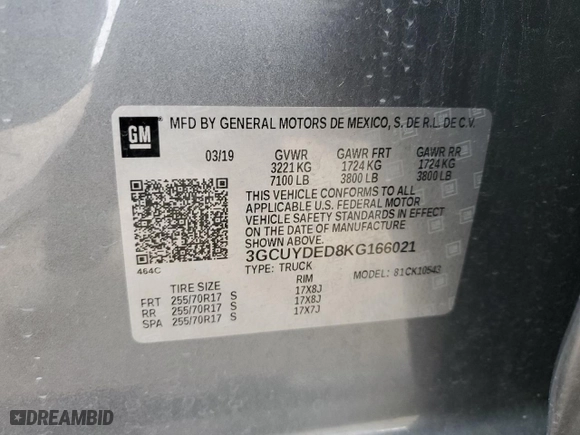 GM
MFD BY GENERAL MOTORS DE MEXICO, S. DE R.L. DE C.V.
03/19 GVWR GAWR FRT GAWR RR
3221 KG 1724 KG 1724 KG
7100 LB 3800 LB 3800 LB
THIS VEHICLE CONFORMS TO ALL
APPLICABLE U.S. FEDERAL MOTOR
VEHICLE SAFETY STANDARDS IN EFFECT
ON THE DATE OF MANUFACTURE
SHOWN ABOVE.
3GCUYDED8KG166021
464C TYPE: TRUCK MODEL: 81CK10543
TIRE SIZE RIM
FRT 255/70R17 S 17X8J
RR 255/70R17 S 17X8J
SPA 255/70R17 S 17X7J
DREAMBID